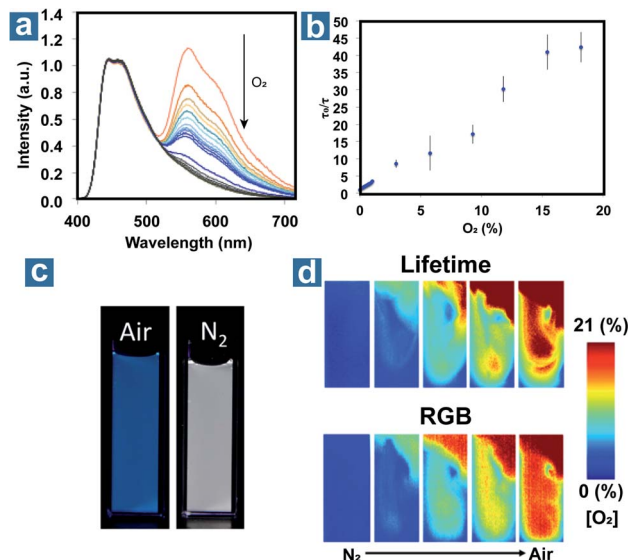 a
1.4
1.2
1.0
0.8
0.6
0.4
0.2
0.0
Intensity (a.u.)
O₂
400
500
600
700
Wavelength (nm)
b
50
45
40
35
30
25
20
15
10
5
0
τ₀/τ
0
5
10
15
20
O₂ (%)
c
Air
N₂
d
Lifetime
RGB
21 (%)
0 (%)
[O₂]
N₂
Air